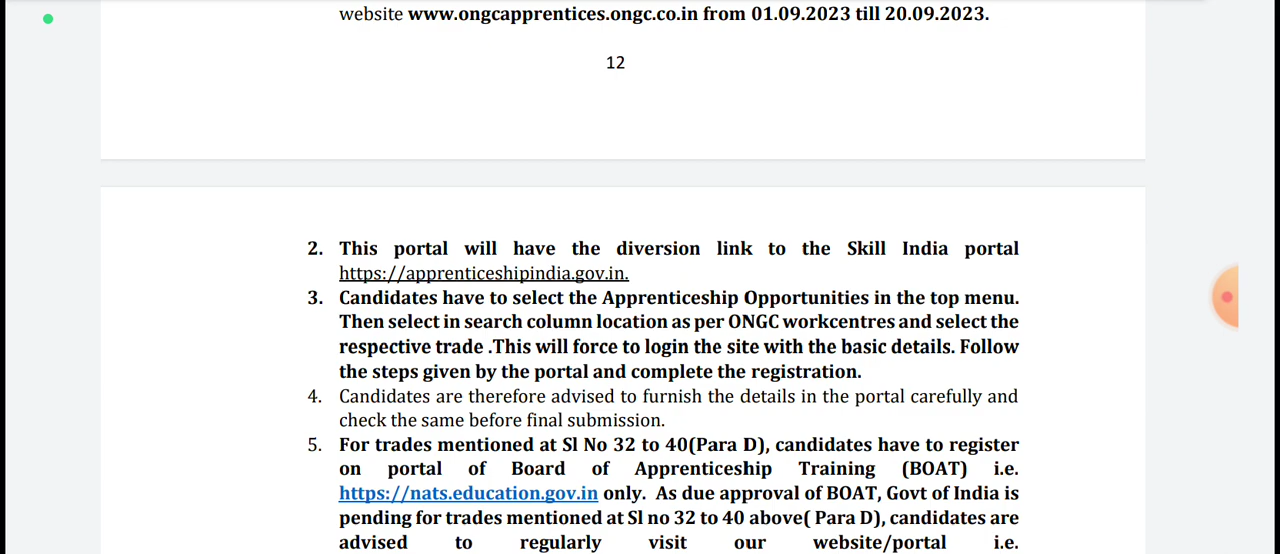 website www.ongcapprentices.ongc.co.in from 01.09.2023 till 20.09.2023.
12
2. This portal will have the diversion link to the Skill India portal
https://apprenticeshipindia.gov.in.
3. Candidates have to select the Apprenticeship Opportunities in the top menu.
Then select in search column location as per ONGC workcentres and select the
respective trade .This will force to login the site with the basic details. Follow
the steps given by the portal and complete the registration.
4. Candidates are therefore advised to furnish the details in the portal carefully and
check the same before final submission.
5. For trades mentioned at Sl No 32 to 40(Para D), candidates have to register
on portal of Board of Apprenticeship Training (BOAT) i.e.
https://nats.education.gov.in only. As due approval of BOAT, Govt of India is
pending for trades mentioned at Sl no 32 to 40 above( Para D), candidates are
advised to regularly visit our website/portal i.e.